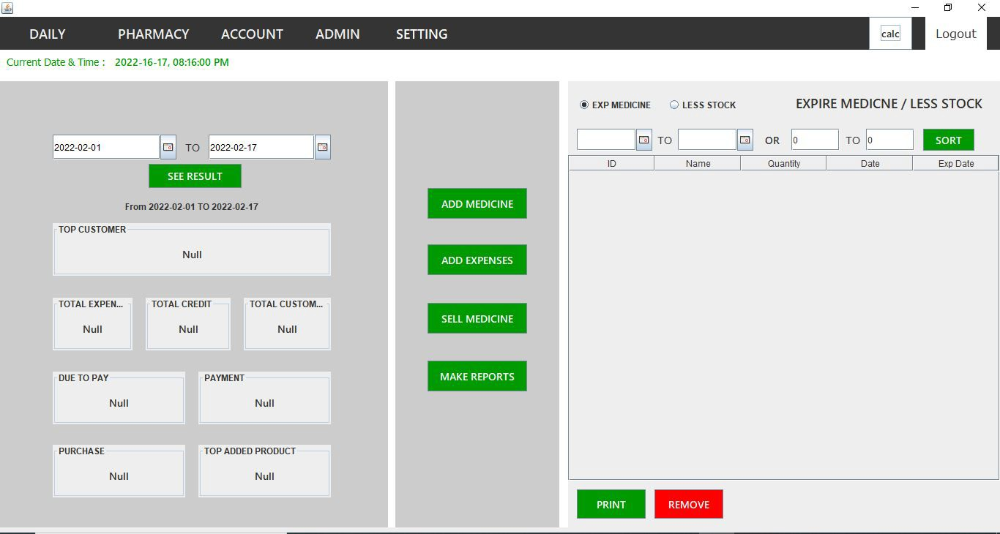 DAILY PHARMACY ACCOUNT ADMIN SETTING calc Logout
Current Date & Time : 2022-16-17, 08:16:00 PM
2022-02-01 TO 2022-02-17
SEE RESULT
From 2022-02-01 TO 2022-02-17
TOP CUSTOMER
Null
TOTAL EXPEN... TOTAL CREDIT TOTAL CUSTOM...
Null Null Null
DUE TO PAY PAYMENT
Null Null
PURCHASE TOP ADDED PRODUCT
Null Null
ADD MEDICINE
ADD EXPENSES
SELL MEDICINE
MAKE REPORTS
EXP MEDICINE LESS STOCK EXPIRE MEDICNE / LESS STOCK
TO OR 0 TO 0 SORT
ID Name Quantity Date Exp Date
PRINT REMOVE